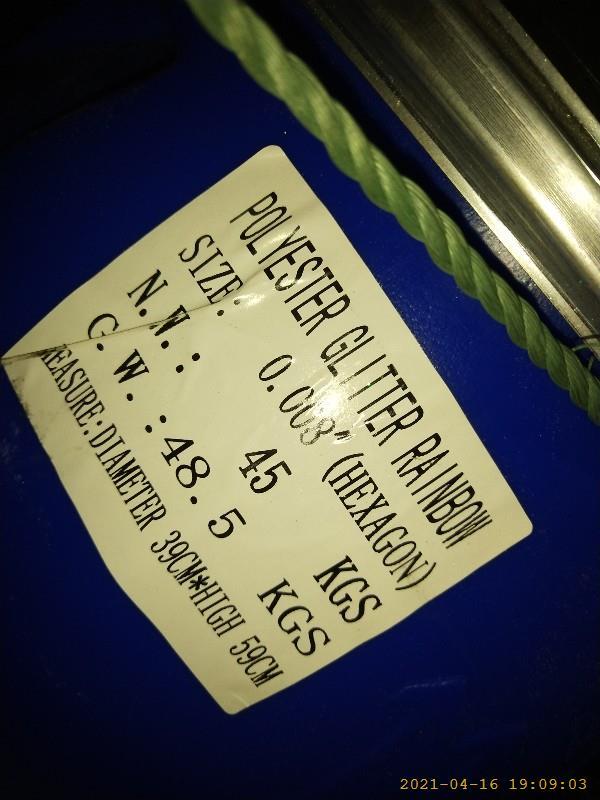 POLYESTER GLITTER RAINBOW
SIZE: 0.008" (HEXAGON)
N.W.: 45 KGS
G.W.:48.5 KGS
MEASURE:DIAMETER 39CM*HIGH 59CM
2021-04-16 19:09:03